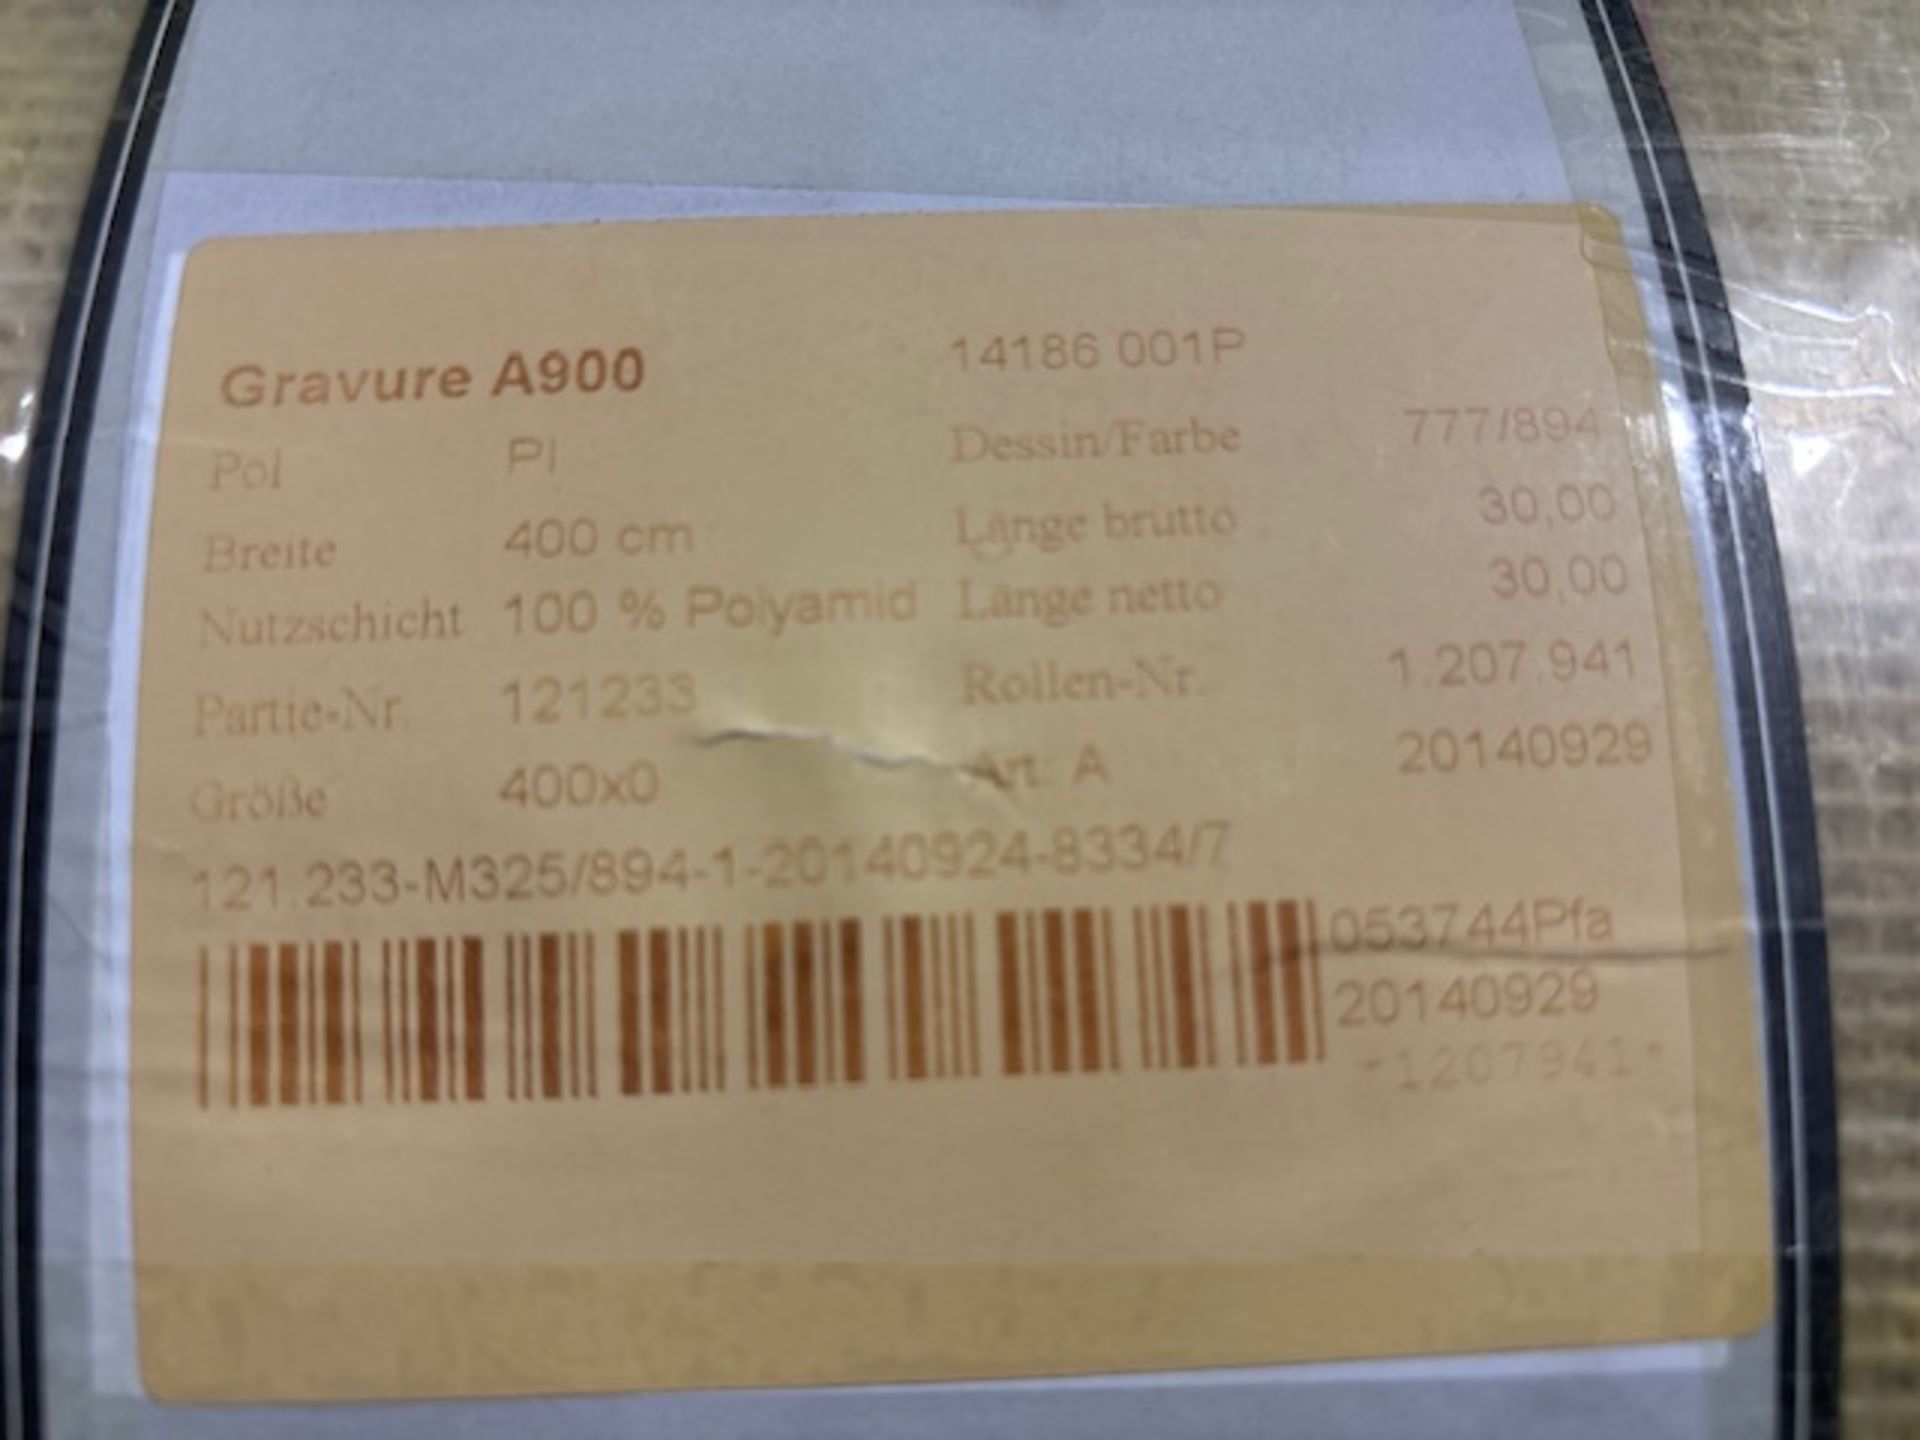 Gravure A900 14186 001P
Pol Pl Dessin/Farbe 777/894
Breite 400 cm Länge brutto 30,00
Nutzschicht 100 % Polyamid Länge netto 30,00
Partie-Nr. 121233 Rollen-Nr. 1.207.941
Größe 400x0 Art: A 20140929
121.233-M325/894-1-20140924-8334/7
053744Pfa
20140929
*1207941*